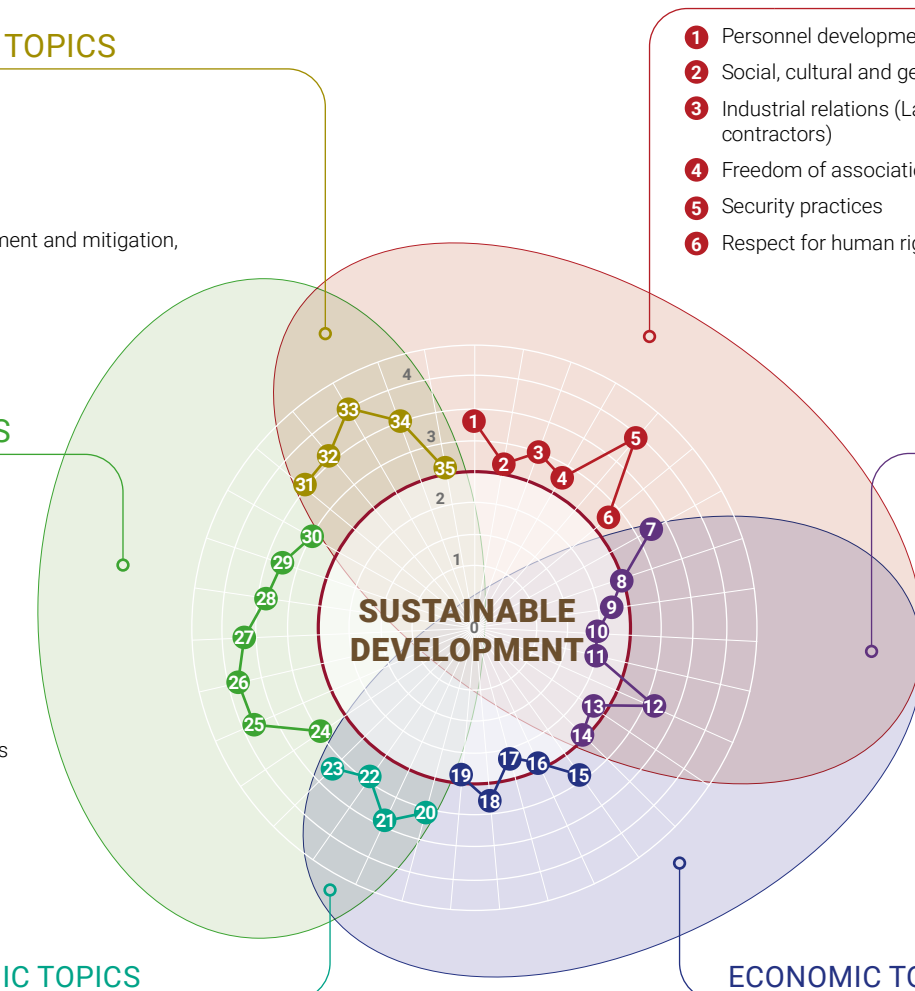 TOPICS
1 Personnel developme
2 Social, cultural and ge
3 Industrial relations (La
contractors)
4 Freedom of associati
5 Security practices
6 Respect for human rig
ment and mitigation,
4
33
34
1
3
5
3
2
35
4
32
31
2
6
7
30
S
1
29
8
28
9
SUSTAINABLE
0
10
27
DEVELOPMENT
11
26
12
13
25
24
14
s
23
22
19
17
16
15
18
21
20
IC TOPICS
ECONOMIC TO